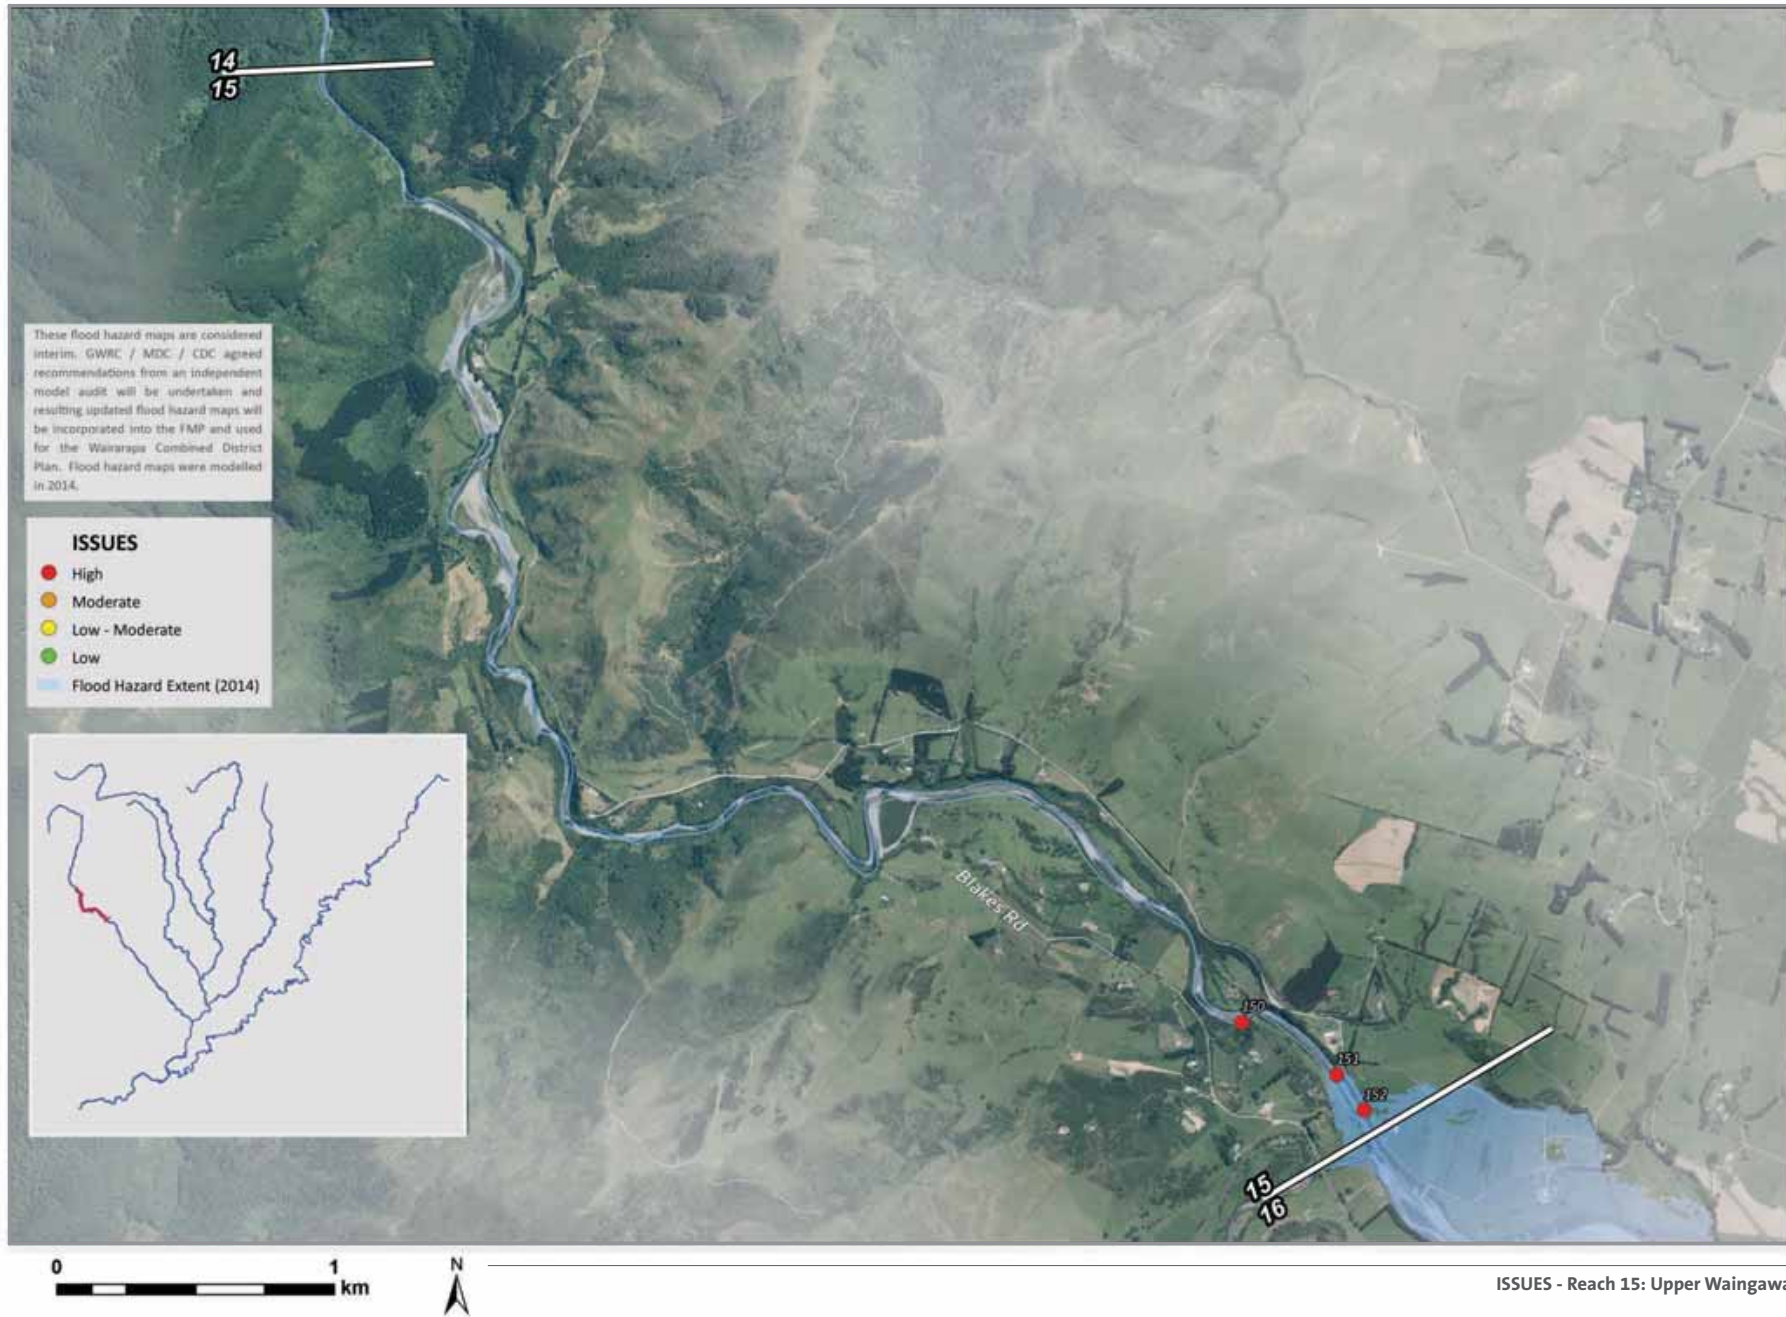 14
15
These flood hazard maps are considered
interim. GWRC / MDC / CDC agreed
recommendations from an independent
model audit will be undertaken and
resulting updated flood hazard maps will
be incorporated into the FMP and used
for the Wairarapa Combined District
Plan. Flood hazard maps were modelled
in 2014.
ISSUES
High
Moderate
Low - Moderate
Low
Flood Hazard Extent (2014)
Blakes Rd
150
151
152
15
16
0 1
km
N
ISSUES - Reach 15: Upper Waingawa